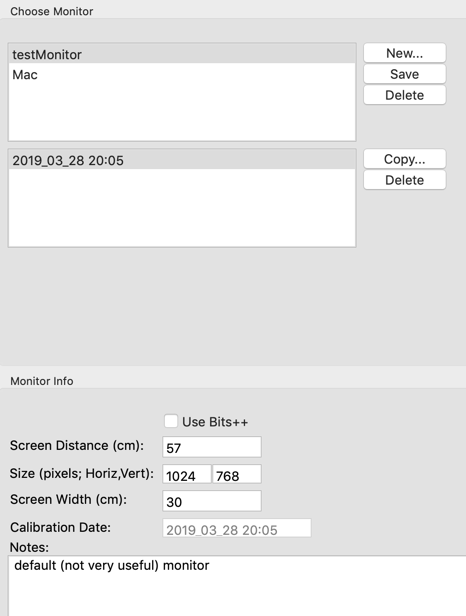 Choose Monitor
testMonitor
New...
Mac
Save
Delete
2019_03_28 20:05
Copy...
Delete
Monitor Info
Use Bits++
Screen Distance (cm): 57
Size (pixels; Horiz,Vert): 1024 768
Screen Width (cm): 30
Calibration Date: 2019_03_28 20:05
Notes:
default (not very useful) monitor